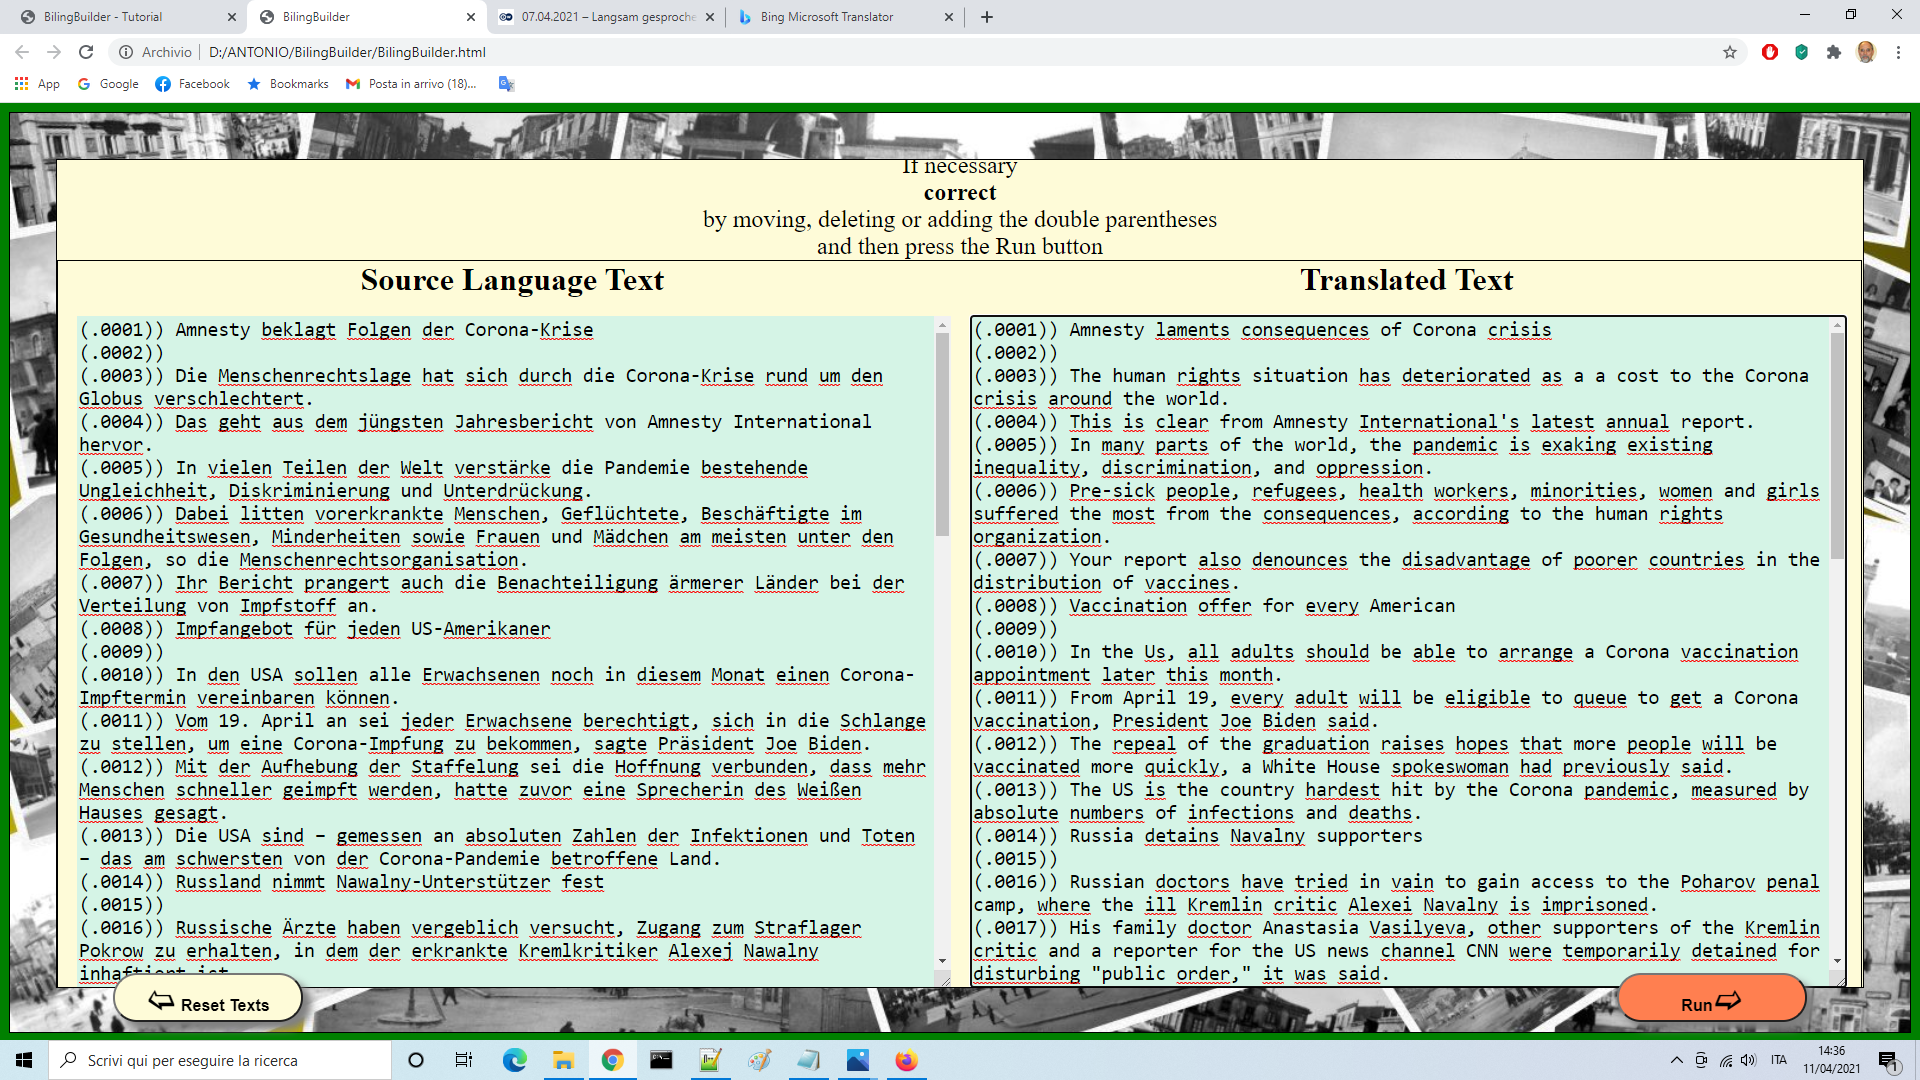 BilingBuilder - Tutorial
BilingBuilder
07.04.2021 – Langsam gesproche
Bing Microsoft Translator
Archivio
D:/ANTONIO/BilingBuilder/BilingBuilder.html
App
Google
Facebook
Bookmarks
Posta in arrivo (18)...
If necessary
correct
by moving, deleting or adding the double parentheses
and then press the Run button
Source Language Text
(.0001)) Amnesty beklagt Folgen der Corona-Krise
(.0002))
(.0003)) Die Menschenrechtslage hat sich durch die Corona-Krise rund um den
Globus verschlechtert.
(.0004)) Das geht aus dem jüngsten Jahresbericht von Amnesty International
hervor.
(.0005)) In vielen Teilen der Welt verstärke die Pandemie bestehende
Ungleichheit, Diskriminierung und Unterdrückung.
(.0006)) Dabei litten vorerkrankte Menschen, Geflüchtete, Beschäftigte im
Gesundheitswesen, Minderheiten sowie Frauen und Mädchen am meisten unter den
Folgen, so die Menschenrechtsorganisation.
(.0007)) Ihr Bericht prangert auch die Benachteiligung ärmerer Länder bei der
Verteilung von Impfstoff an.
(.0008)) Impfangebot für jeden US-Amerikaner
(.0009))
(.0010)) In den USA sollen alle Erwachsenen noch in diesem Monat einen Corona-
Impftermin vereinbaren können.
(.0011)) Vom 19. April an sei jeder Erwachsene berechtigt, sich in die Schlange
zu stellen, um eine Corona-Impfung zu bekommen, sagte Präsident Joe Biden.
(.0012)) Mit der Aufhebung der Staffelung sei die Hoffnung verbunden, dass mehr
Menschen schneller geimpft werden, hatte zuvor eine Sprecherin des Weißen
Hauses gesagt.
(.0013)) Die USA sind – gemessen an absoluten Zahlen der Infektionen und Toten
– das am schwersten von der Corona-Pandemie betroffene Land.
(.0014)) Russland nimmt Nawalny-Unterstützer fest
(.0015))
(.0016)) Russische Ärzte haben vergeblich versucht, Zugang zum Straflager
Pokrow zu erhalten, in dem der erkrankte Kremlkritiker Alexej Nawalny
inhaftiert ist
Translated Text
(.0001)) Amnesty laments consequences of Corona crisis
(.0002))
(.0003)) The human rights situation has deteriorated as a a cost to the Corona
crisis around the world.
(.0004)) This is clear from Amnesty International's latest annual report.
(.0005)) In many parts of the world, the pandemic is exaking existing
inequality, discrimination, and oppression.
(.0006)) Pre-sick people, refugees, health workers, minorities, women and girls
suffered the most from the consequences, according to the human rights
organization.
(.0007)) Your report also denounces the disadvantage of poorer countries in the
distribution of vaccines.
(.0008)) Vaccination offer for every American
(.0009))
(.0010)) In the Us, all adults should be able to arrange a Corona vaccination
appointment later this month.
(.0011)) From April 19, every adult will be eligible to queue to get a Corona
vaccination, President Joe Biden said.
(.0012)) The repeal of the graduation raises hopes that more people will be
vaccinated more quickly, a White House spokeswoman had previously said.
(.0013)) The US is the country hardest hit by the Corona pandemic, measured by
absolute numbers of infections and deaths.
(.0014)) Russia detains Navalny supporters
(.0015))
(.0016)) Russian doctors have tried in vain to gain access to the Poharov penal
camp, where the ill Kremlin critic Alexei Navalny is imprisoned.
(.0017)) His family doctor Anastasia Vasilyeva, other supporters of the Kremlin
critic and a reporter for the US news channel CNN were temporarily detained for
disturbing "public order," it was said.
Reset Texts
Run
Scrivi qui per eseguire la ricerca
ITA
14:36
11/04/2021
1